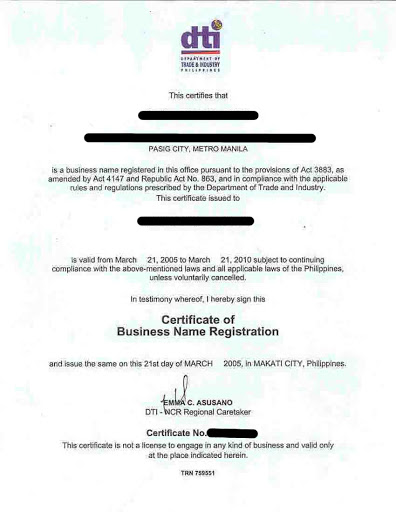 dti
DEPARTMENT OF
TRADE & INDUSTRY
PHILIPPINES
This certifies that
PASIG CITY, METRO MANILA
is a business name registered in this office pursuant to the provisions of Act 3883, as
amended by Act 4147 and Republic Act No. 863, and in compliance with the applicable
rules and regulations prescribed by the Department of Trade and Industry.
This certificate issued to
is valid from March 21, 2005 to March 21, 2010 subject to continuing
compliance with the above-mentioned laws and all applicable laws of the Philippines,
unless voluntarily cancelled.
In testimony whereof, I hereby sign this
Certificate of
Business Name Registration
and issue the same on this 21st day of MARCH 2005, in MAKATI CITY, Philippines.
EMMA C. ASUSANO
DTI - NCR Regional Caretaker
Certificate No.
This certificate is not a license to engage in any kind of business and valid only
at the place indicated herein.
TRN 759551